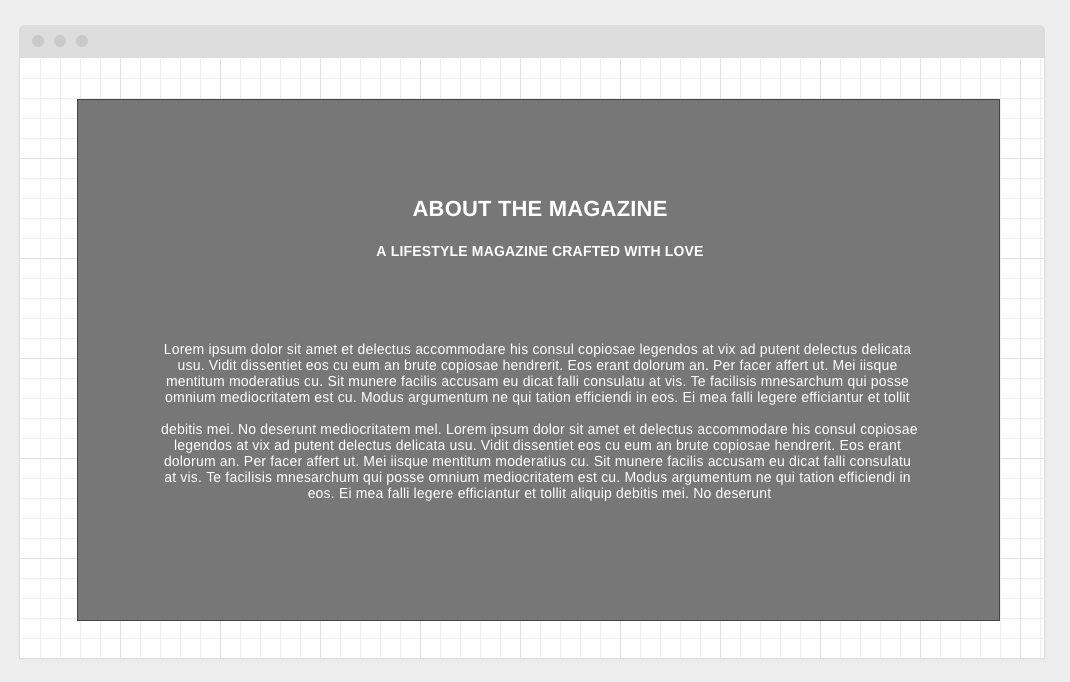 ABOUT THE MAGAZINE
A LIFESTYLE MAGAZINE CRAFTED WITH LOVE
Lorem ipsum dolor sit amet et delectus accommodare his consul copiosae legendos at vix ad putent delectus delicata
usu. Vidit dissentiet eos cu eum an brute copiosae hendrerit. Eos erant dolorum an. Per facer affert ut. Mei iisque
mentitum moderatius cu. Sit munere facilis accusam eu dicat falli consulatu at vis. Te facilisis mnesarchum qui posse
omnium mediocritatem est cu. Modus argumentum ne qui tation efficiendi in eos. Ei mea falli legere efficiantur et tollit
debitis mei. No deserunt mediocritatem mel. Lorem ipsum dolor sit amet et delectus accommodare his consul copiosae
legendos at vix ad putent delectus delicata usu. Vidit dissentiet eos cu eum an brute copiosae hendrerit. Eos erant
dolorum an. Per facer affert ut. Mei iisque mentitum moderatius cu. Sit munere facilis accusam eu dicat falli consulatu
at vis. Te facilisis mnesarchum qui posse omnium mediocritatem est cu. Modus argumentum ne qui tation efficiendi in
eos. Ei mea falli legere efficiantur et tollit aliquip debitis mei. No deserunt